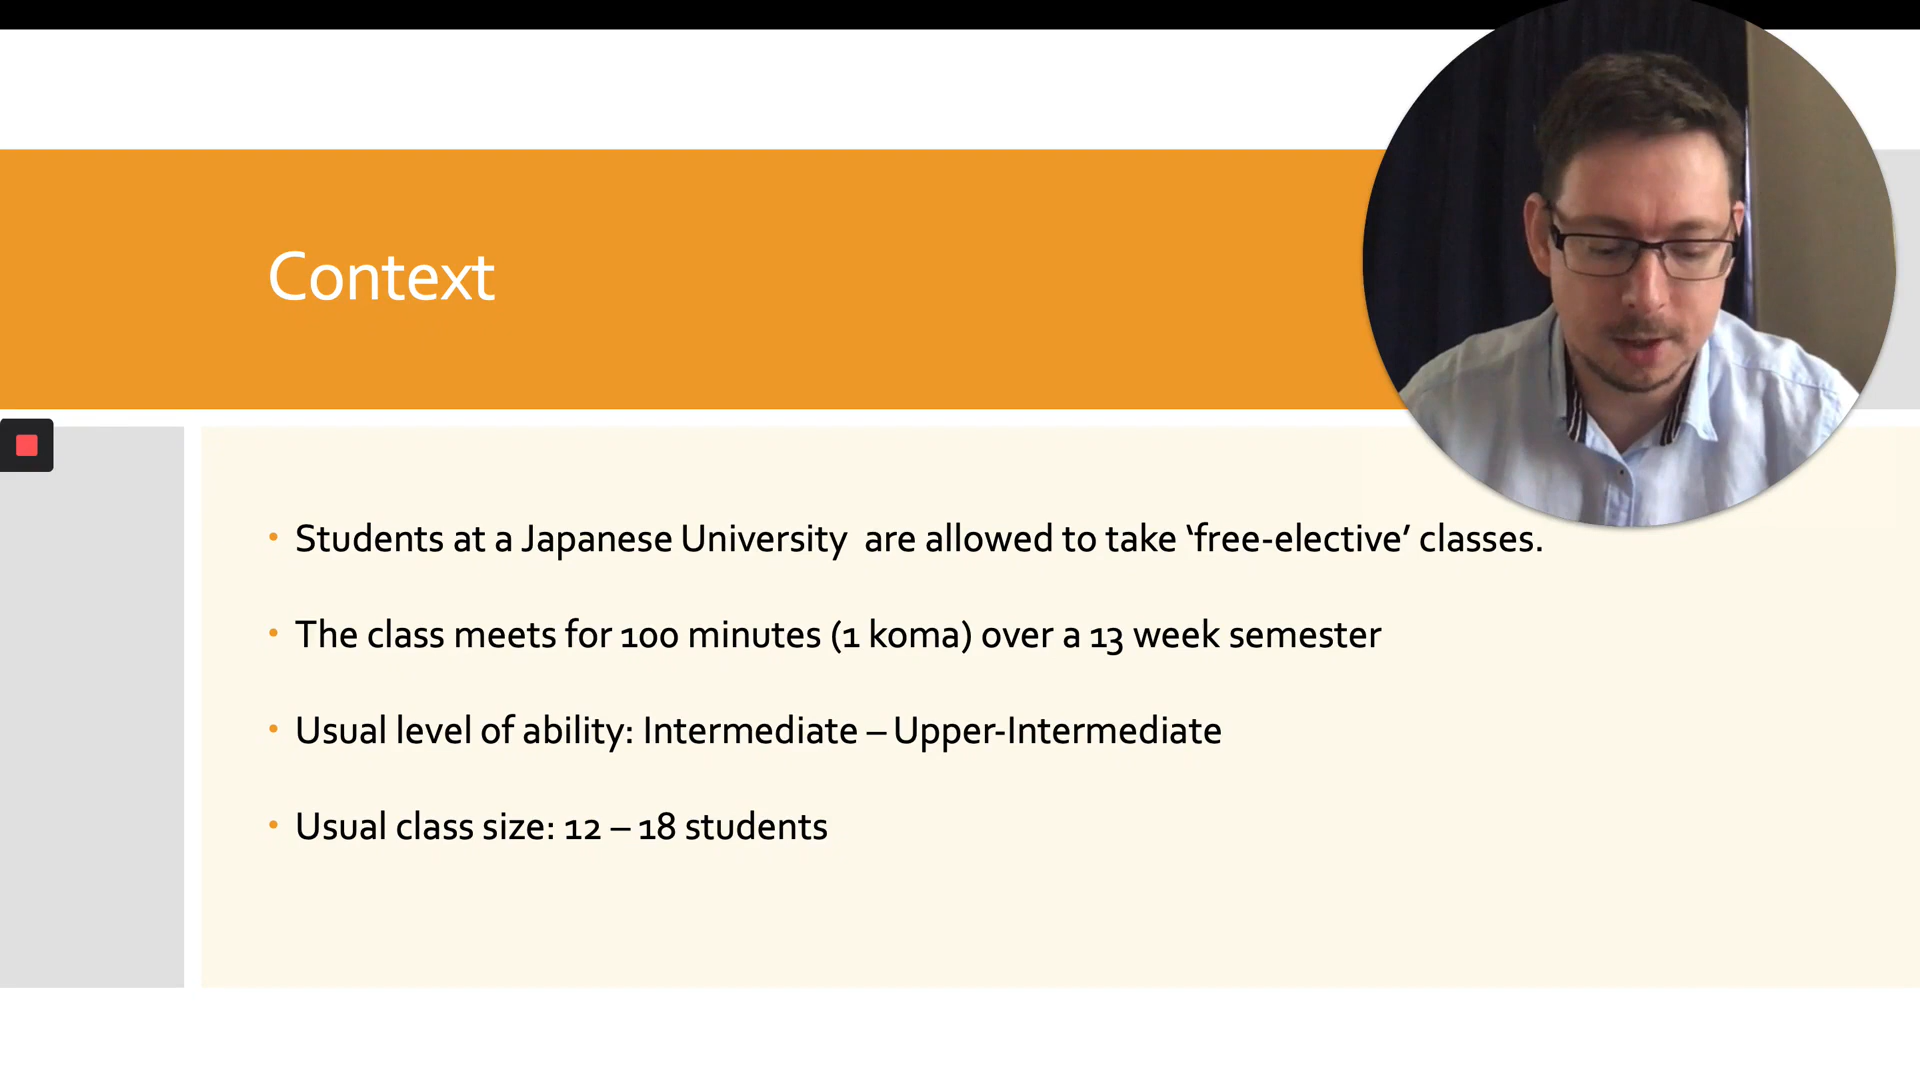 Context
• Students at a Japanese University  are allowed to take ‘free-elective’ classes.
• The class meets for 100 minutes (1 koma) over a 13 week semester
• Usual level of ability: Intermediate – Upper-Intermediate
• Usual class size: 12 – 18 students